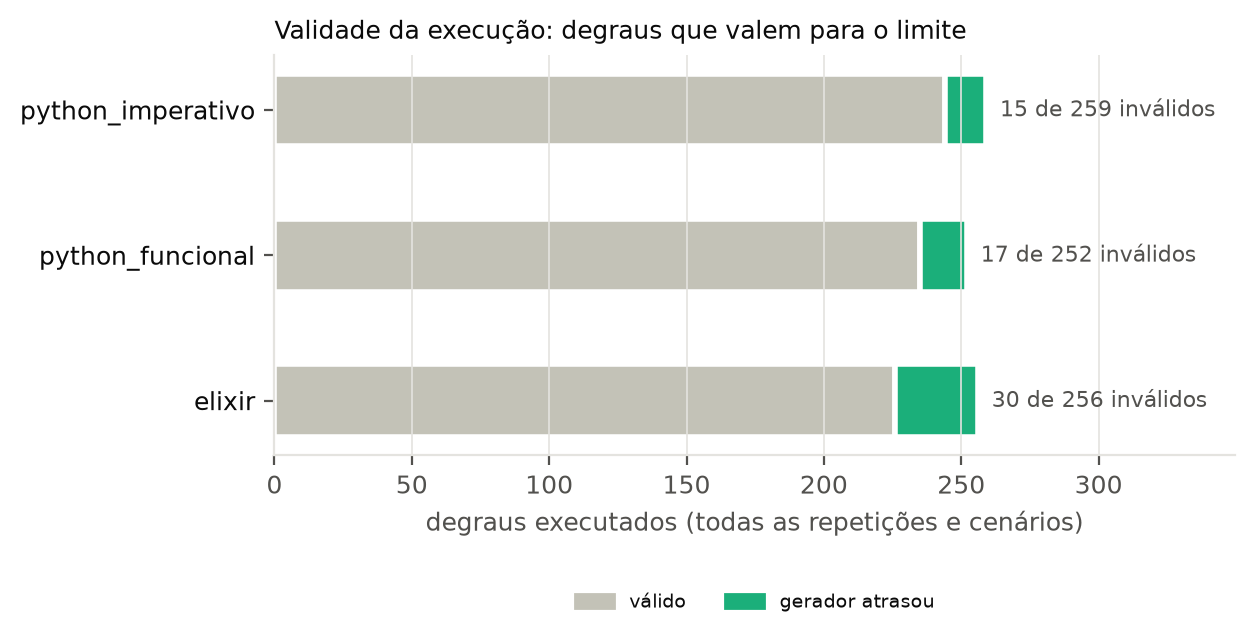 Validade da execução: degraus que valem para o limite
python_imperativo
15 de 259 inválidos
python_funcional
17 de 252 inválidos
elixir
30 de 256 inválidos
0 50 100 150 200 250 300
degraus executados (todas as repetições e cenários)
válido gerador atrasou